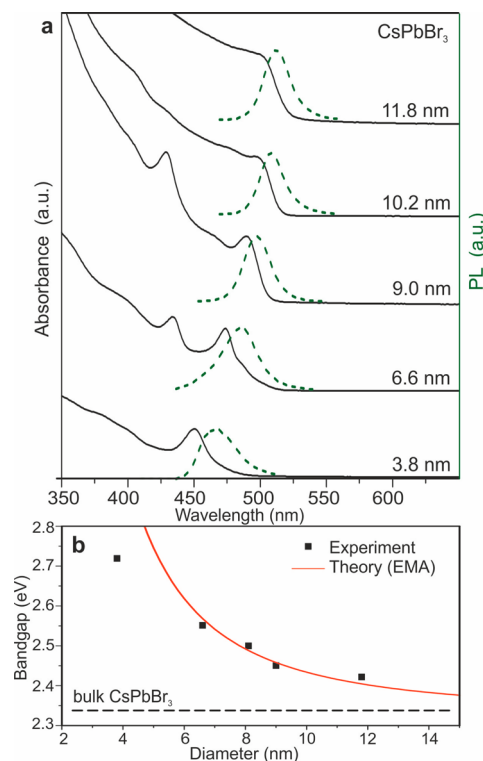 a
CsPbBr3
11.8 nm
10.2 nm
9.0 nm
6.6 nm
3.8 nm
Absorbance (a.u.)
PL (a.u.)
350 400 450 500 550 600
Wavelength (nm)
b
Experiment
Theory (EMA)
bulk CsPbBr3
Bandgap (eV)
2.8
2.7
2.6
2.5
2.4
2.3
2 4 6 8 10 12 14
Diameter (nm)